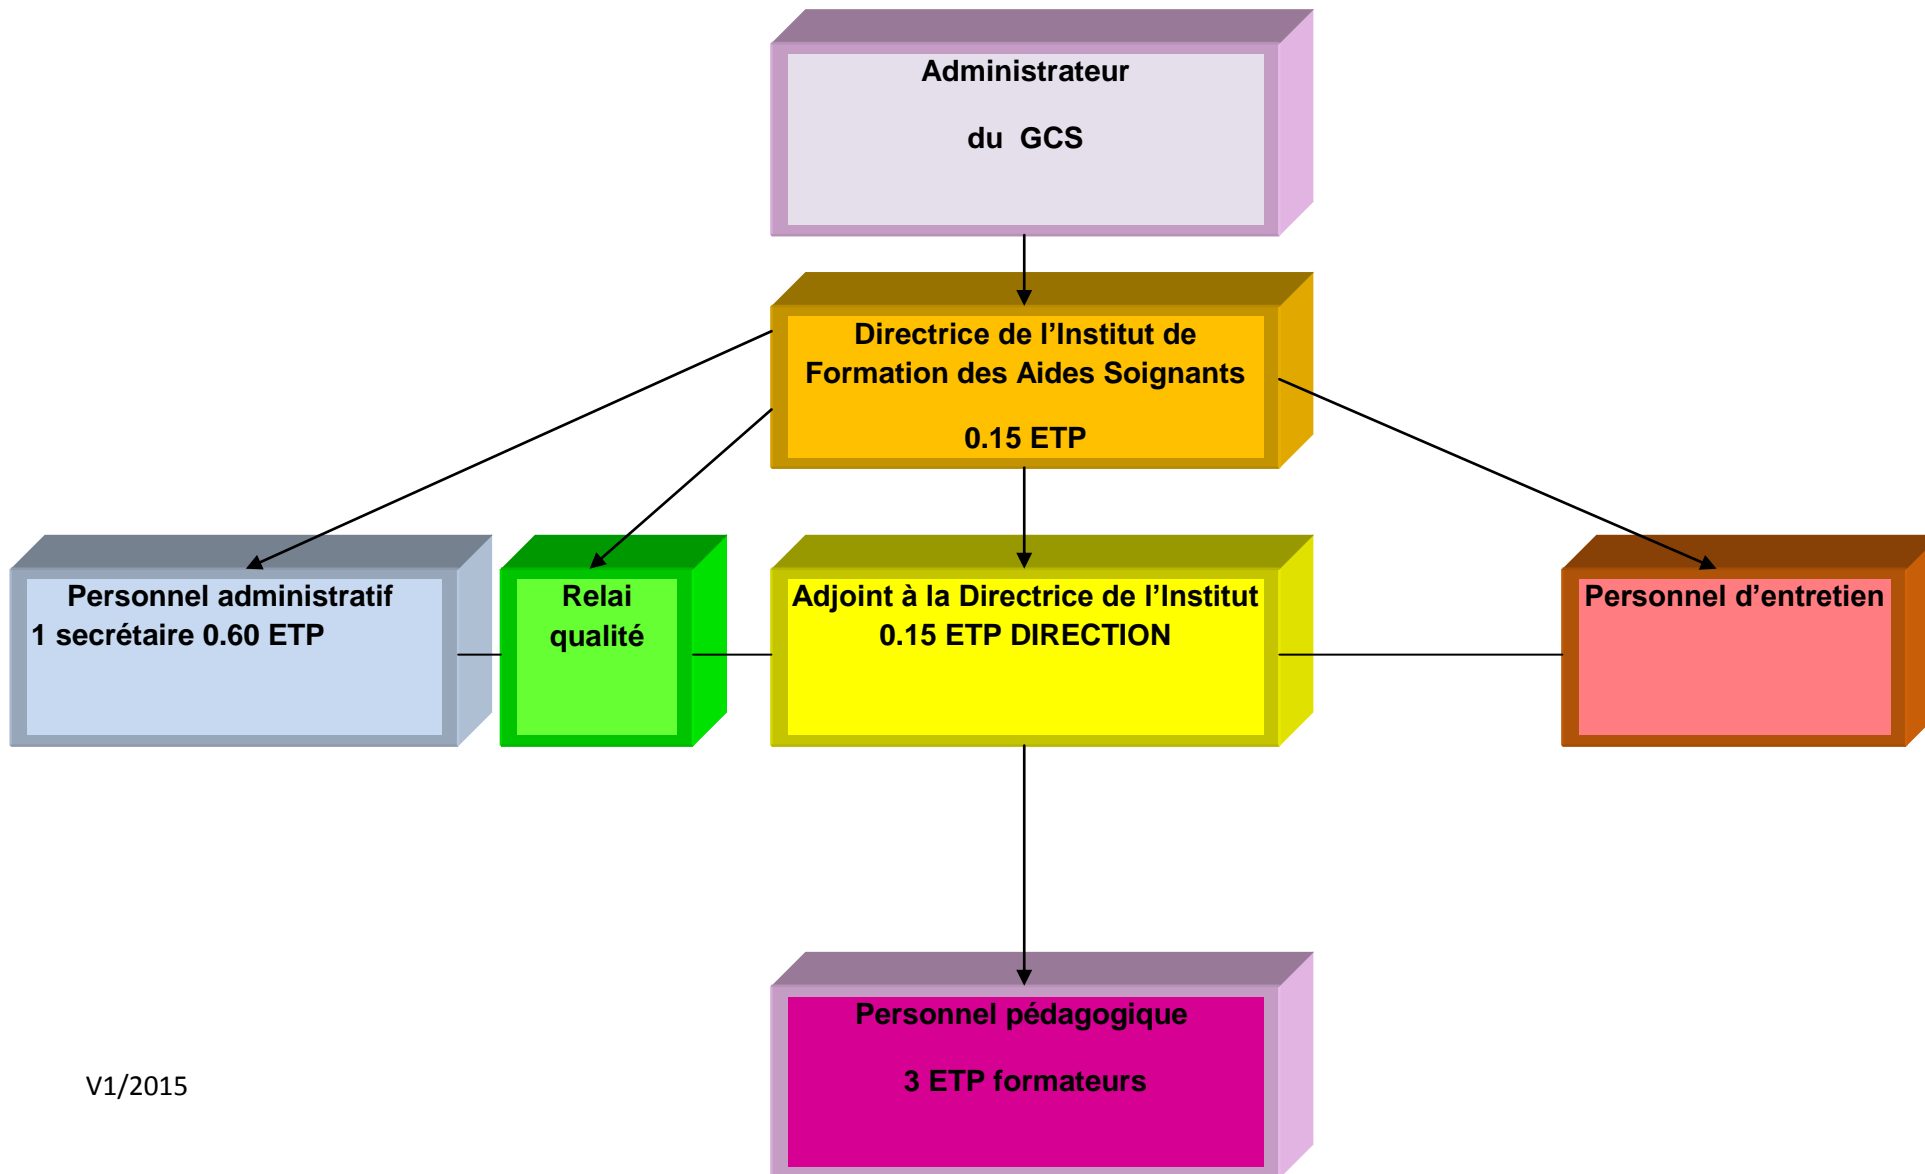 Administrateur
du GCS
Directrice de l’Institut de
Formation des Aides Soignants
0.15 ETP
Personnel administratif
1 secrétaire 0.60 ETP
Relai
qualité
Adjoint à la Directrice de l’Institut
0.15 ETP DIRECTION
Personnel d’entretien
Personnel pédagogique
3 ETP formateurs
V1/2015